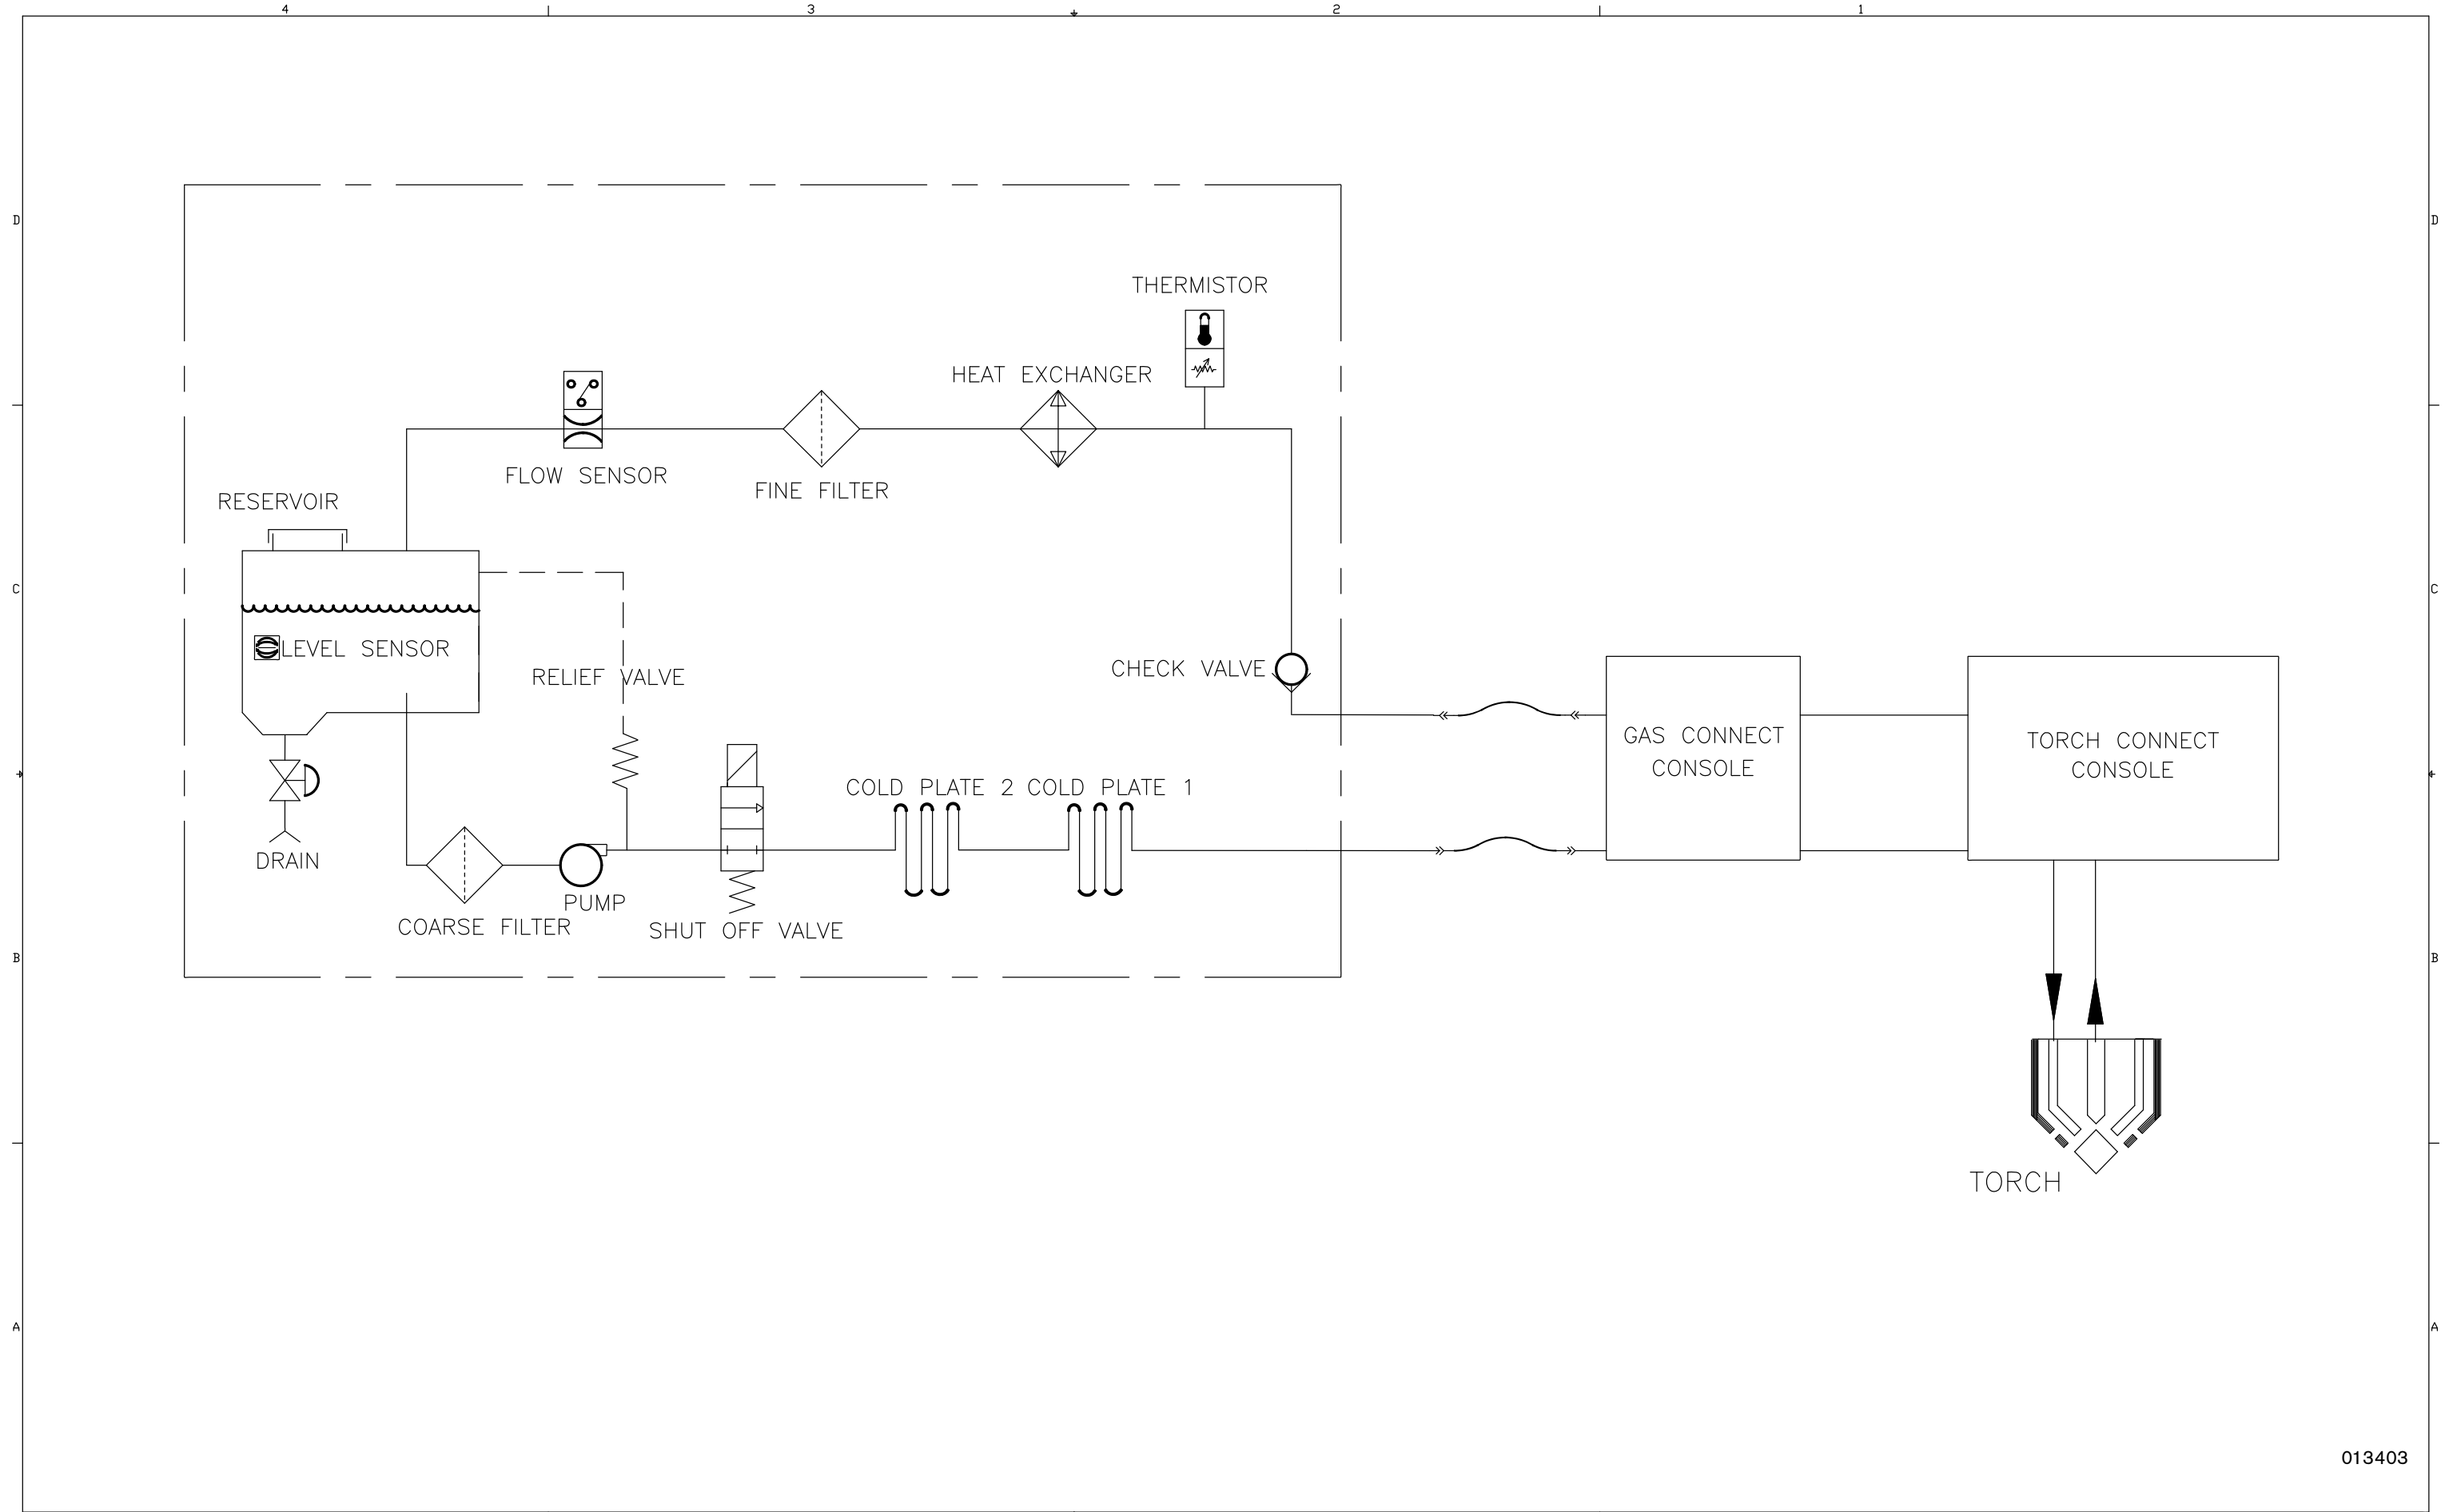 4 3 2 1
D D
THERMISTOR
HEAT EXCHANGER
FLOW SENSOR
FINE FILTER
RESERVOIR
C C
LEVEL SENSOR
RELIEF VALVE
CHECK VALVE
GAS CONNECT
CONSOLE
TORCH CONNECT
CONSOLE
COLD PLATE 2 COLD PLATE 1
DRAIN
PUMP
COARSE FILTER
SHUT OFF VALVE
B B
TORCH
A A
013403